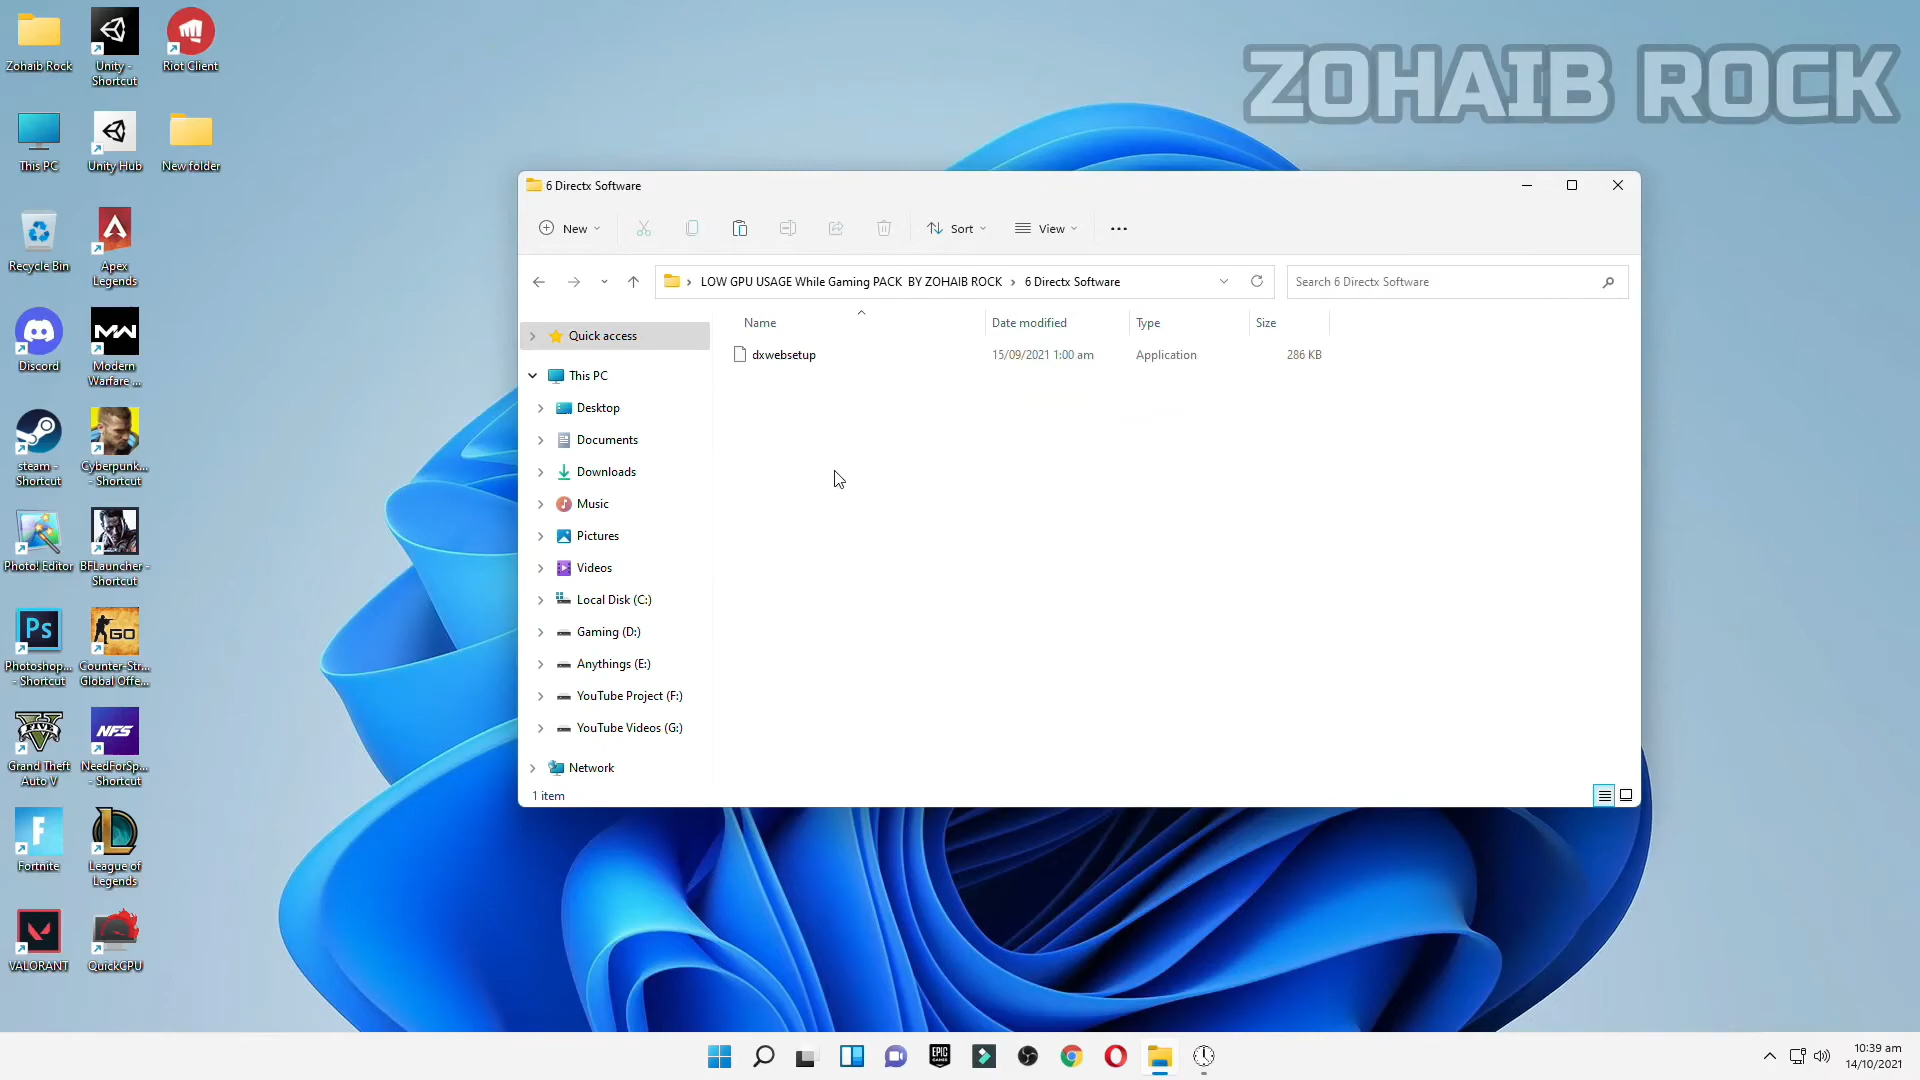 Zohaib Rock
Unity -
Shortcut
Riot Client
ZOHAIB ROCK
This PC
Unity Hub
New folder
Recycle Bin
Apex
Legends
Discord
Modern
Warfare ...
steam -
Shortcut
Cyberpunk...
- Shortcut
Photo! Editor
BFLauncher -
Shortcut
Ps
Photoshop...
- Shortcut
GO
Counter-Str...
Global Offe...
Grand Theft
Auto V
NFS
NeedForSp...
- Shortcut
Fortnite
League of
Legends
VALORANT
QuickCPU
6 Directx Software
New
Sort
View
LOW GPU USAGE While Gaming PACK BY ZOHAIB ROCK > 6 Directx Software
Search 6 Directx Software
Name
Date modified
Type
Size
dxwebsetup
15/09/2021 1:00 am
Application
286 KB
Quick access
This PC
Desktop
Documents
Downloads
Music
Pictures
Videos
Local Disk (C:)
Gaming (D:)
Anythings (E:)
YouTube Project (F:)
YouTube Videos (G:)
Network
1 item
EPIC
GAMES
10:39 am
14/10/2021